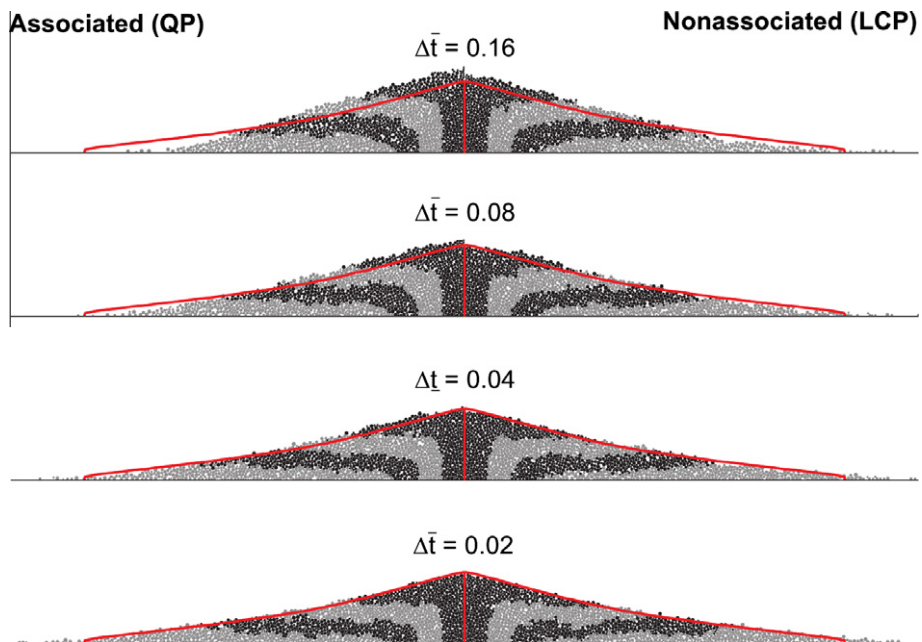 Associated (QP)
Nonassociated (LCP)
Δt̄ = 0.16
Δt̄ = 0.08
Δt̲ = 0.04
Δt̄ = 0.02